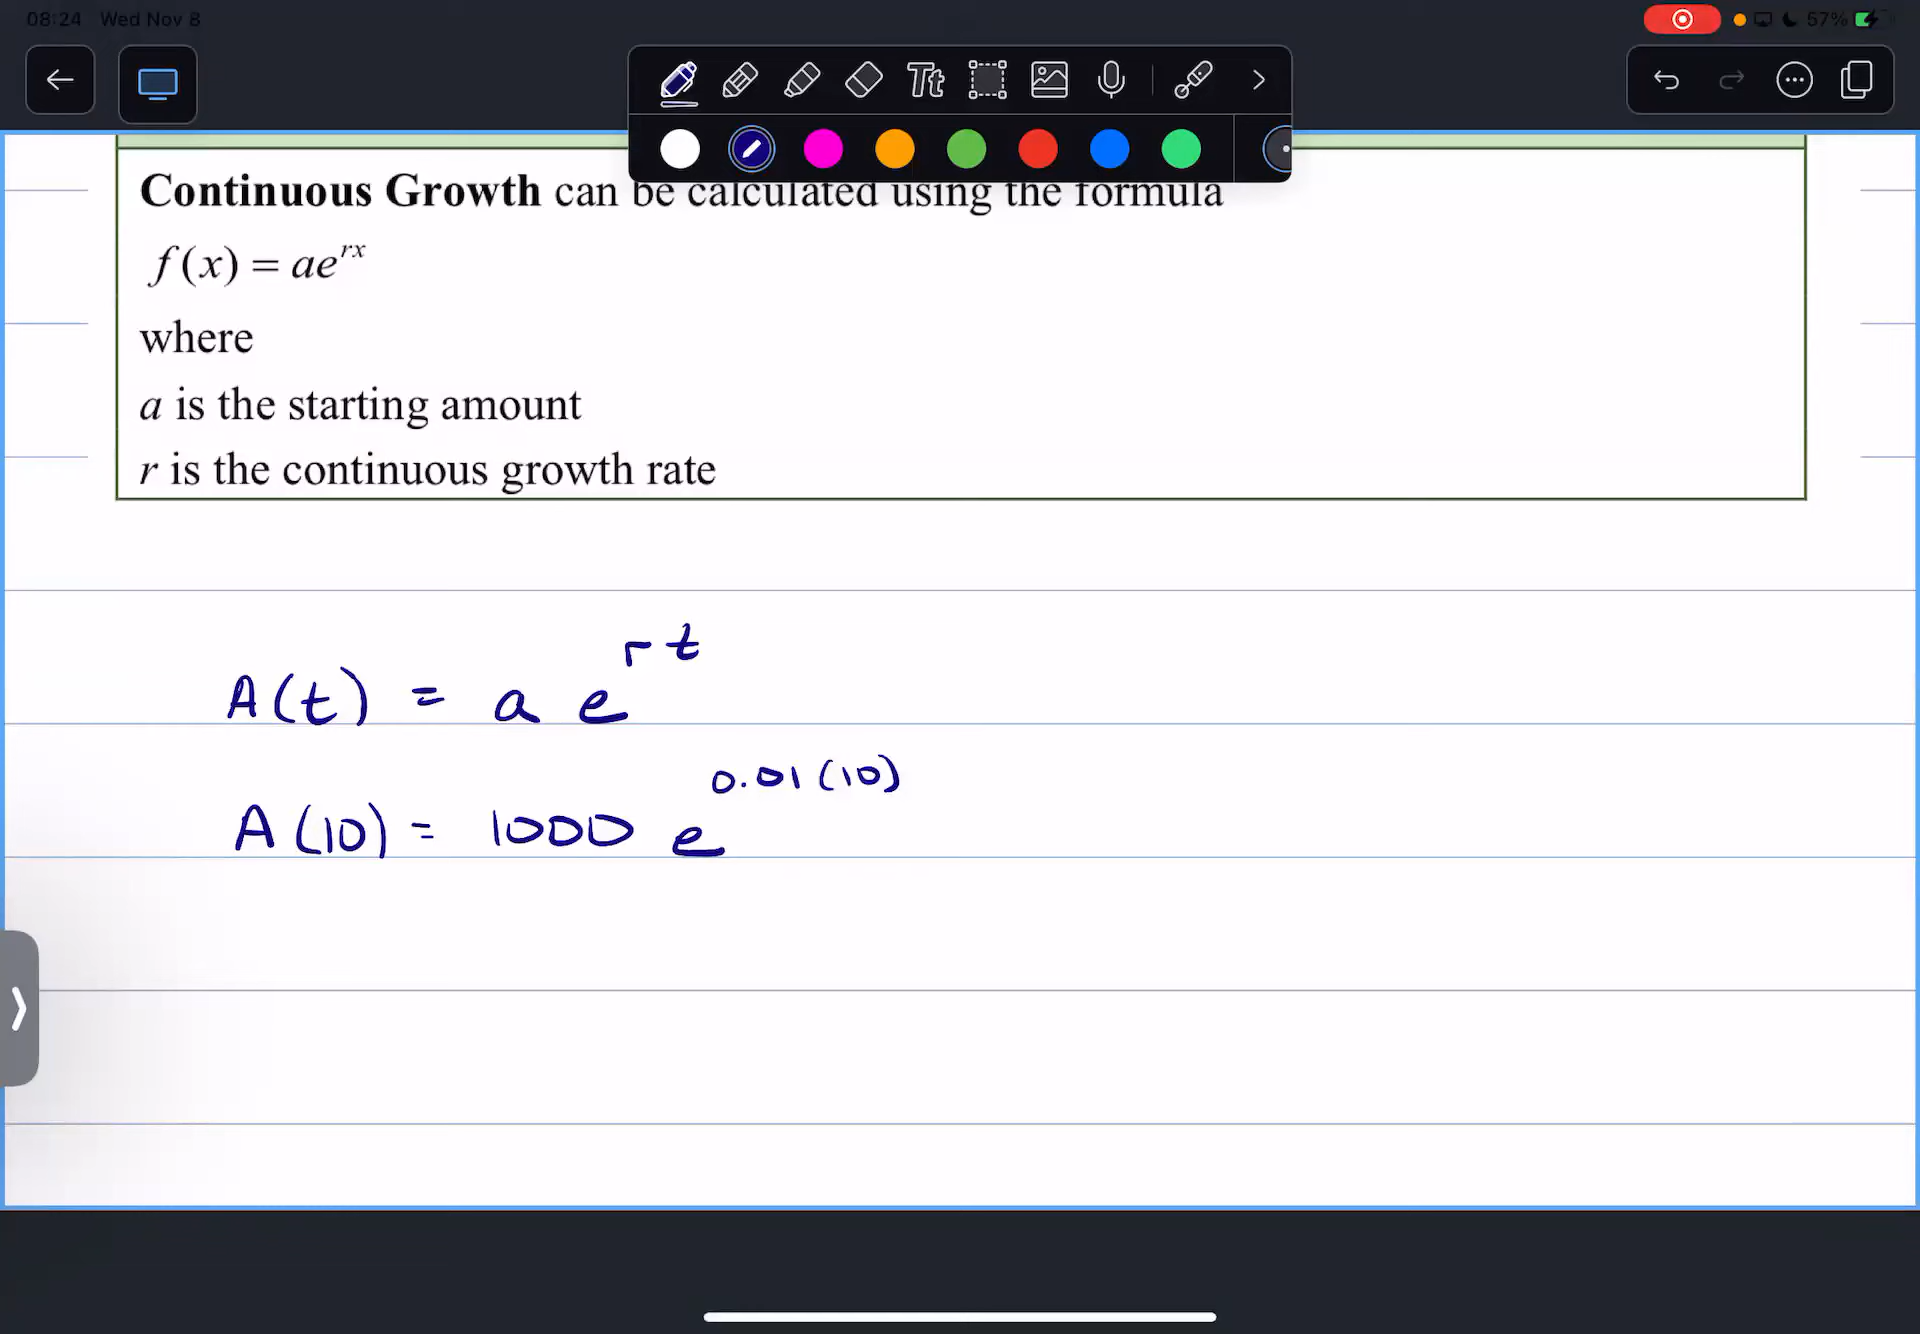 08:24 Wed Nov 8 57%
Tt
Continuous Growth can be calculated using the formula
f(x) = ae^{rx}
where
a is the starting amount
r is the continuous growth rate
A(t) = a e^{rt}
A(10) = 1000 e^{0.01(10)}